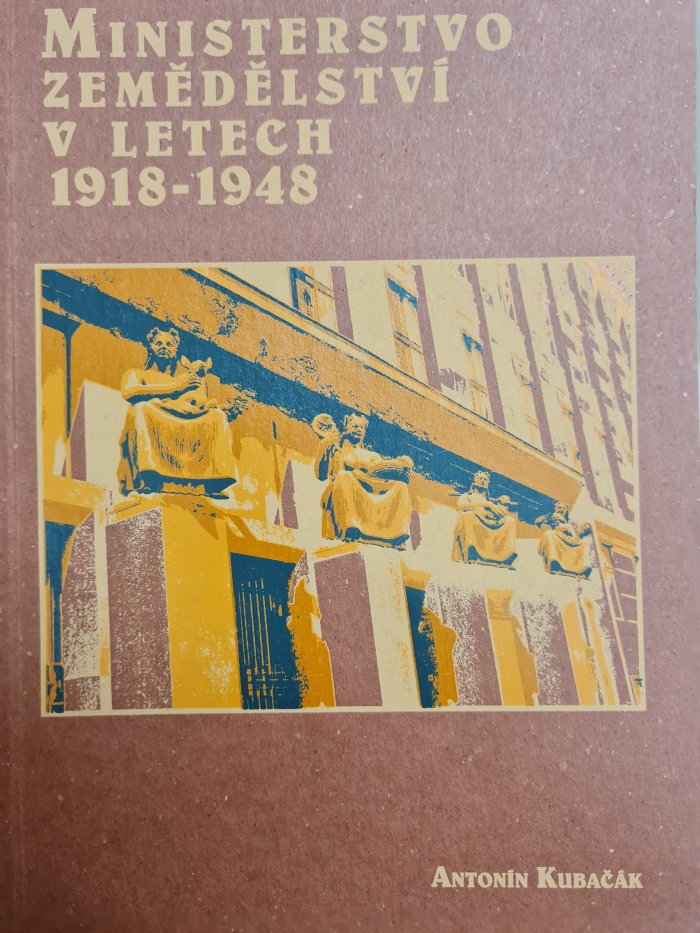 MINISTERSTVO
ZEMĚDĚLSTVÍ
V LETECH
1918-1948
ANTONÍN KUBAČÁK